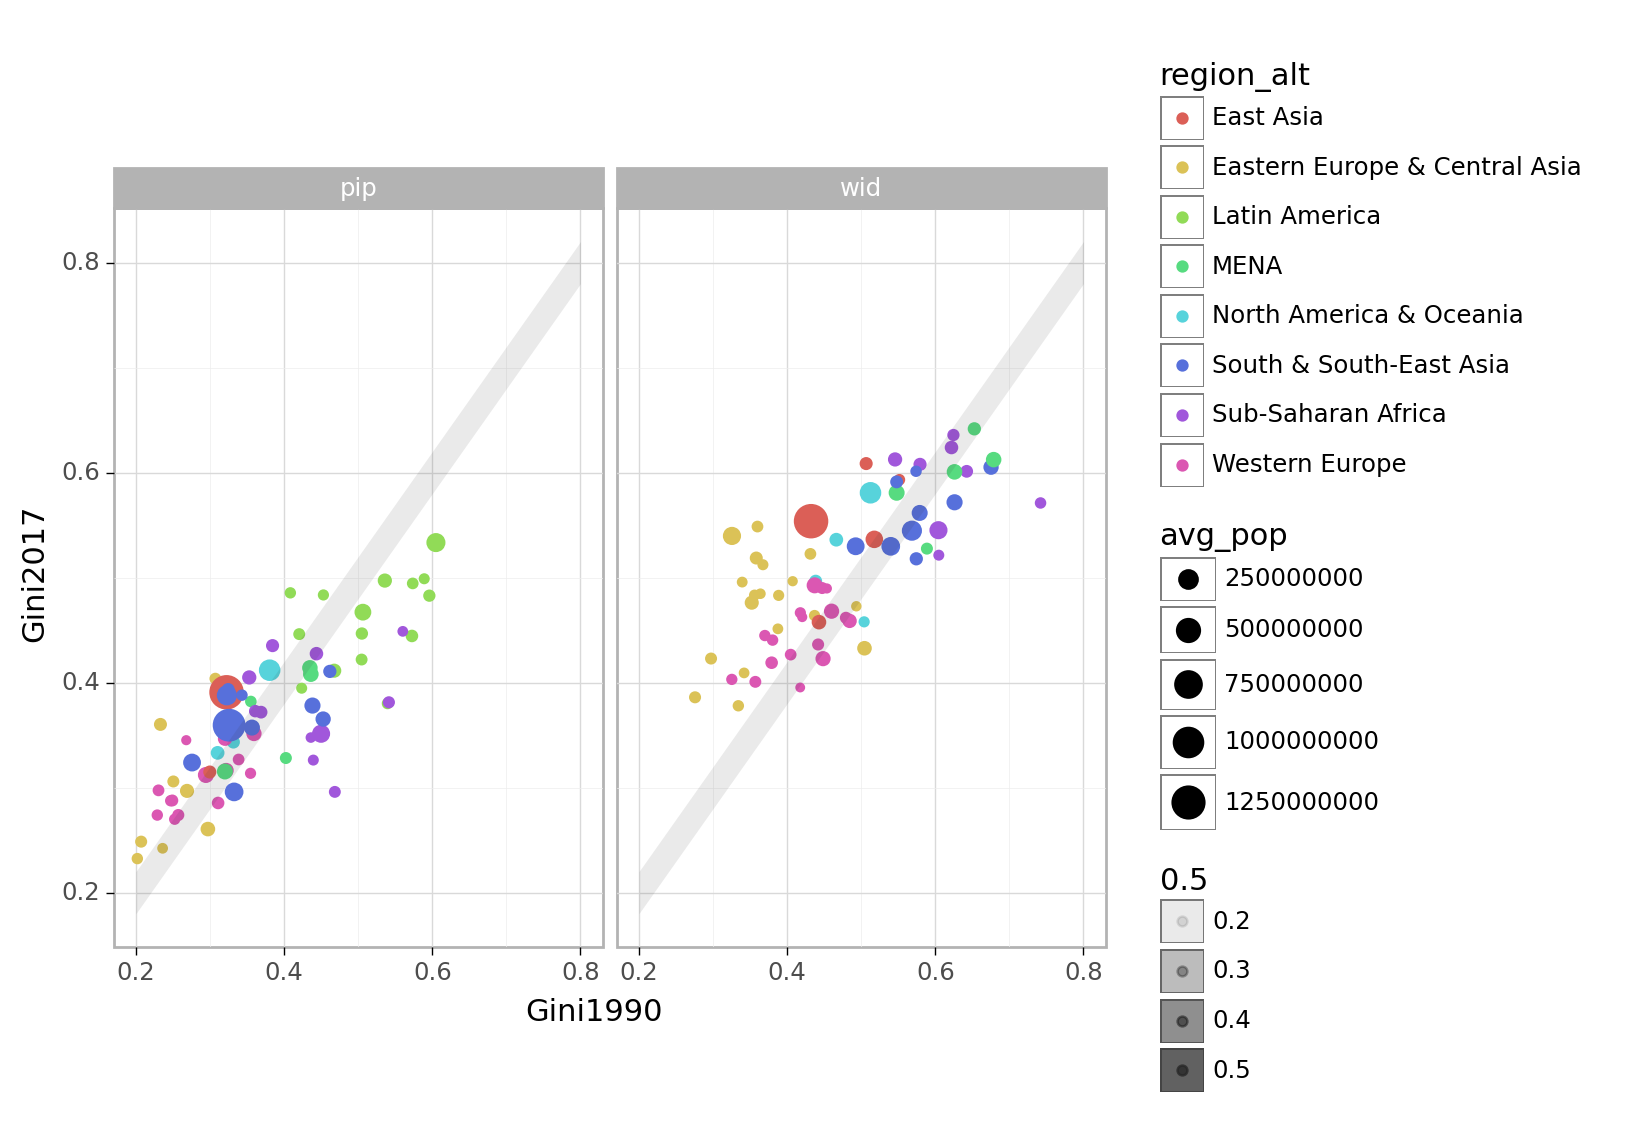 region_alt
East Asia
Eastern Europe & Central Asia
Latin America
MENA
North America & Oceania
South & South-East Asia
Sub-Saharan Africa
Western Europe
avg_pop
250000000
500000000
750000000
1000000000
1250000000
0.5
0.2
0.3
0.4
0.5
pip
wid
Gini2017
0.8
0.6
0.4
0.2
0.2 0.4 0.6 0.8 0.2 0.4 0.6 0.8
Gini1990